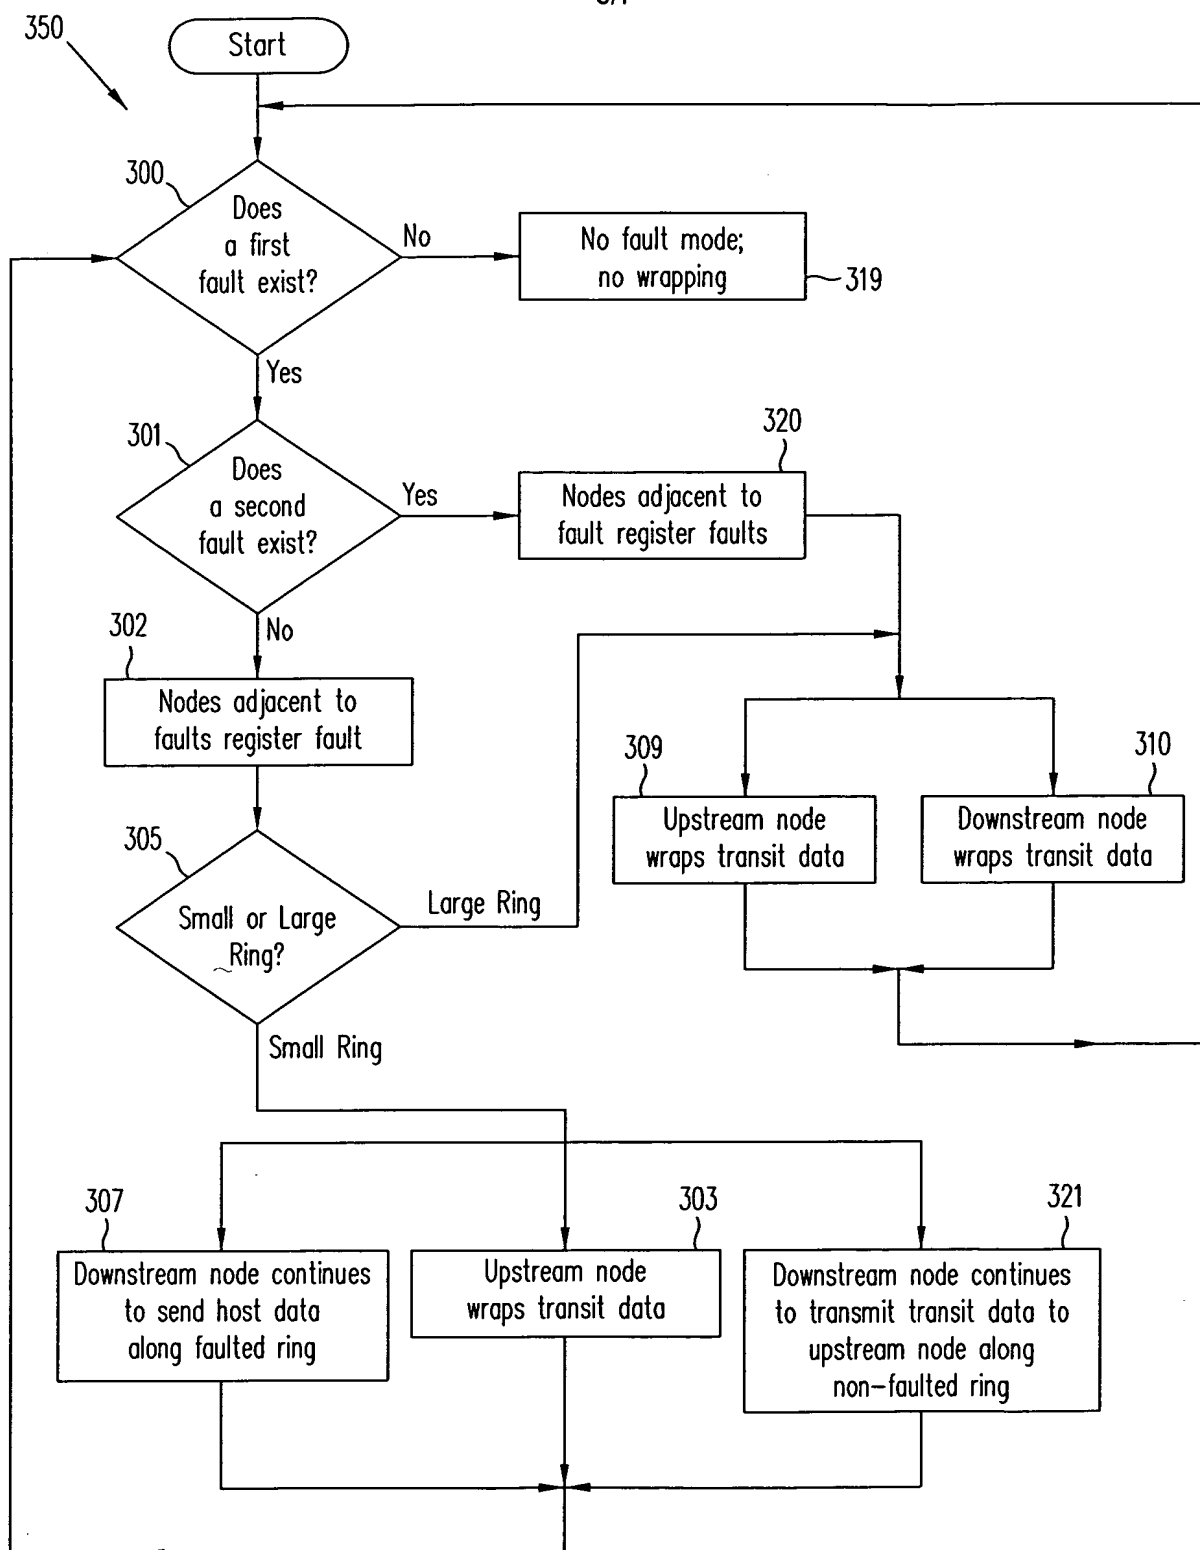 350
Start
300
Does
a first
fault exist?
No
No fault mode;
no wrapping
319
Yes
301
Does
a second
fault exist?
Yes
320
Nodes adjacent to
fault register faults
No
302
Nodes adjacent to
faults register fault
309
Upstream node
wraps transit data
310
Downstream node
wraps transit data
305
Small or Large
Ring?
Large Ring
Small Ring
307
Downstream node continues
to send host data
along faulted ring
303
Upstream node
wraps transit data
321
Downstream node continues
to transmit transit data to
upstream node along
non-faulted ring